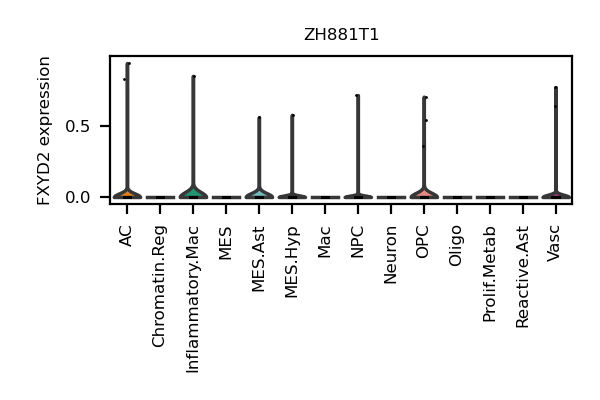 ZH881T1
FXYD2 expression
0.5
0.0
AC
Chromatin.Reg
Inflammatory.Mac
MES
MES.Ast
MES.Hyp
Mac
NPC
Neuron
OPC
Oligo
Prolif.Metab
Reactive.Ast
Vasc